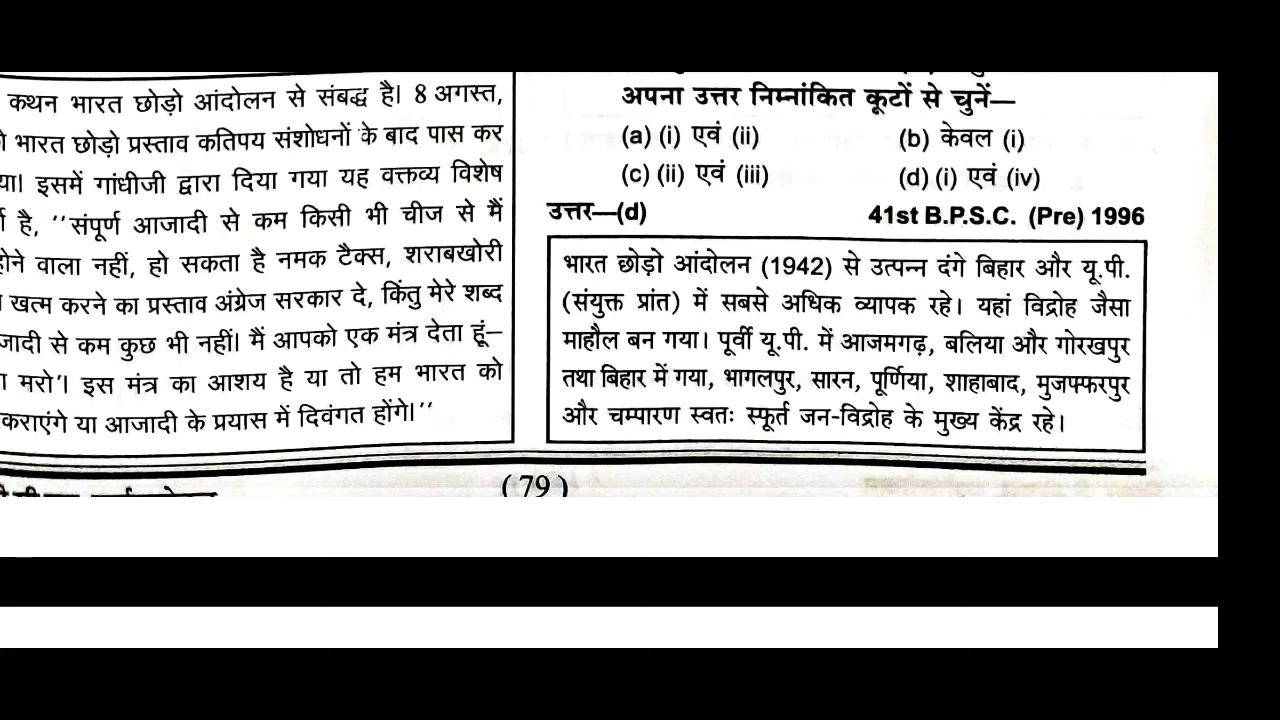 कथन भारत छोड़ो आंदोलन से संबद्ध है। 8 अगस्त,
भारत छोड़ो प्रस्ताव कतिपय संशोधनों के बाद पास कर
इसमें गांधीजी द्वारा दिया गया यह वक्तव्य विशेष
है, ‘‘संपूर्ण आजादी से कम किसी भी चीज से मैं
होने वाला नहीं, हो सकता है नमक टैक्स, शराबखोरी
खत्म करने का प्रस्ताव अंग्रेज सरकार दे, किंतु मेरे शब्द
से कम कुछ भी नहीं। मैं आपको एक मंत्र देता हूं–
मरो’। इस मंत्र का आशय है या तो हम भारत को
कराएंगे या आजादी के प्रयास में दिवंगत होंगे।’’
अपना उत्तर निम्नांकित कूटों से चुनें—
(a) (i) एवं (ii) (b) केवल (i)
(c) (ii) एवं (iii) (d) (i) एवं (iv)
उत्तर—(d) 41st B.P.S.C. (Pre) 1996
भारत छोड़ो आंदोलन (1942) से उत्पन्न दंगे बिहार और यू.पी.
(संयुक्त प्रांत) में सबसे अधिक व्यापक रहे। यहां विद्रोह जैसा
माहौल बन गया। पूर्वी यू.पी. में आजमगढ़, बलिया और गोरखपुर
तथा बिहार में गया, भागलपुर, सारन, पूर्णिया, शाहाबाद, मुजफ्फरपुर
और चम्पारण स्वतः स्फूर्त जन-विद्रोह के मुख्य केंद्र रहे।
(79)